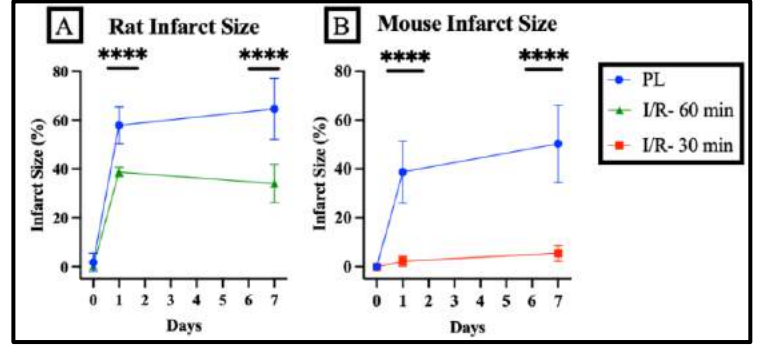 A Rat Infarct Size
B Mouse Infarct Size
**** ****
**** ****
80
60
40
20
0
Infarct Size (%)
0 1 2 3 4 5 6 7
Days
80
60
40
20
0
Infarct Size (%)
0 1 2 3 4 5 6 7
Days
PL
I/R- 60 min
I/R- 30 min